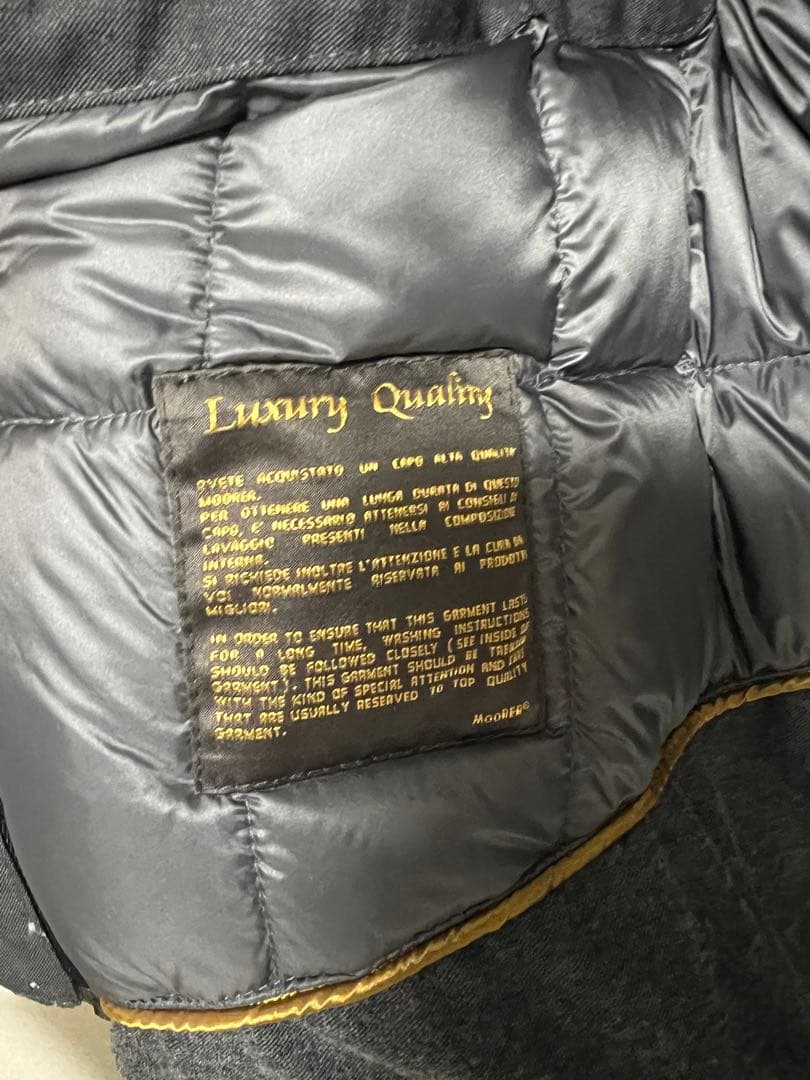 Luxury Quality
AVETE ACQUISTATO UN CAPO ALTA QUALITA'
MOORER.
PER OTTENERE UNA LUNGA DURATA DI QUESTO
CAPO, E' NECESSARIO ATTENERSI AI CONSIGLI DI
LAVAGGIO PRESENTI NELLA COMPOSIZIONE
INTERNA.
SI RICHIEDE INOLTRE L'ATTENZIONE E LA CURA DA
VOI NORMALMENTE RISERVATA AI PRODOTTI
MIGLIORI.
IN ORDER TO ENSURE THAT THIS GARMENT LASTS
FOR A LONG TIME, WASHING INSTRUCTIONS
SHOULD BE FOLLOWED CLOSELY (SEE INSIDE OF
GARMENT). THIS GARMENT SHOULD BE TREATED
WITH THE KIND OF SPECIAL ATTENTION AND CARE
THAT ARE USUALLY RESERVED TO TOP QUALITY
GARMENT.
MOORER®